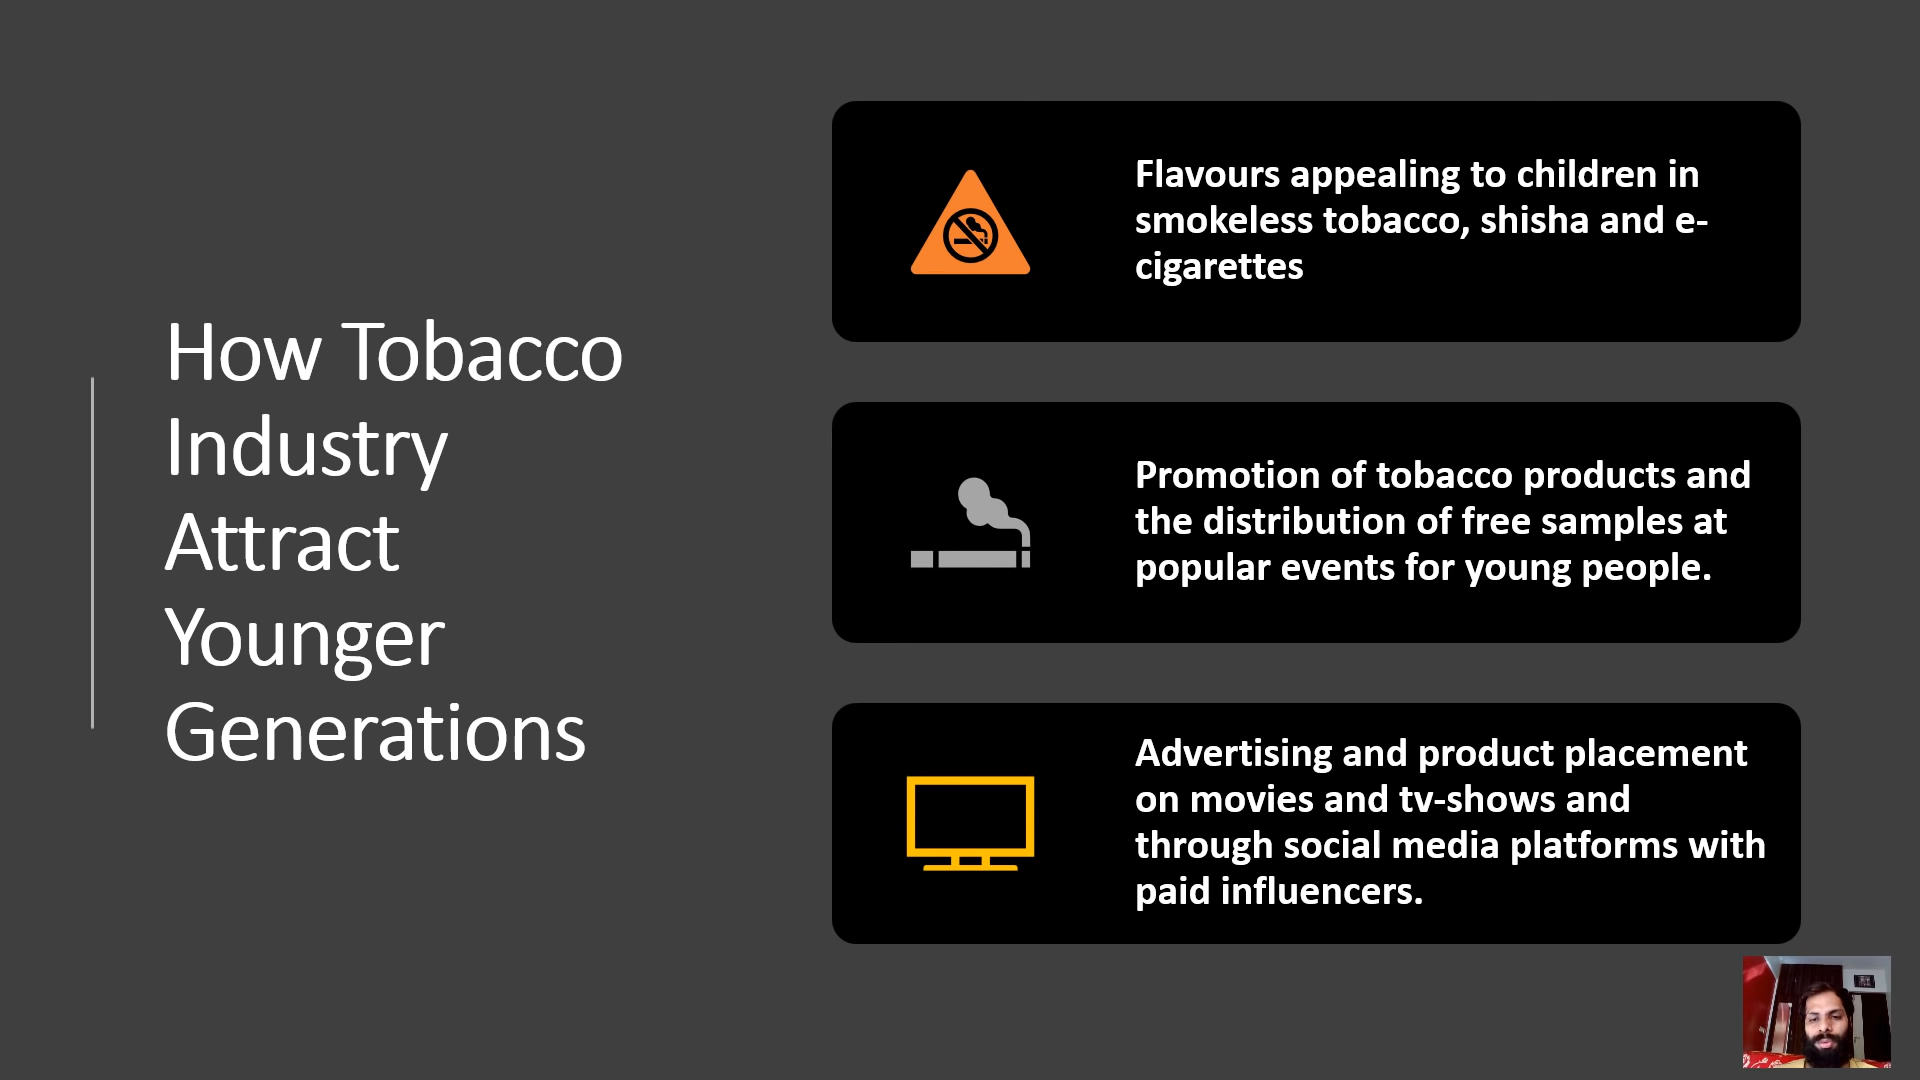 How Tobacco
Industry
Attract
Younger
Generations
Flavours appealing to children in
smokeless tobacco, shisha and e-
cigarettes
Promotion of tobacco products and
the distribution of free samples at
popular events for young people.
Advertising and product placement
on movies and tv-shows and
through social media platforms with
paid influencers.